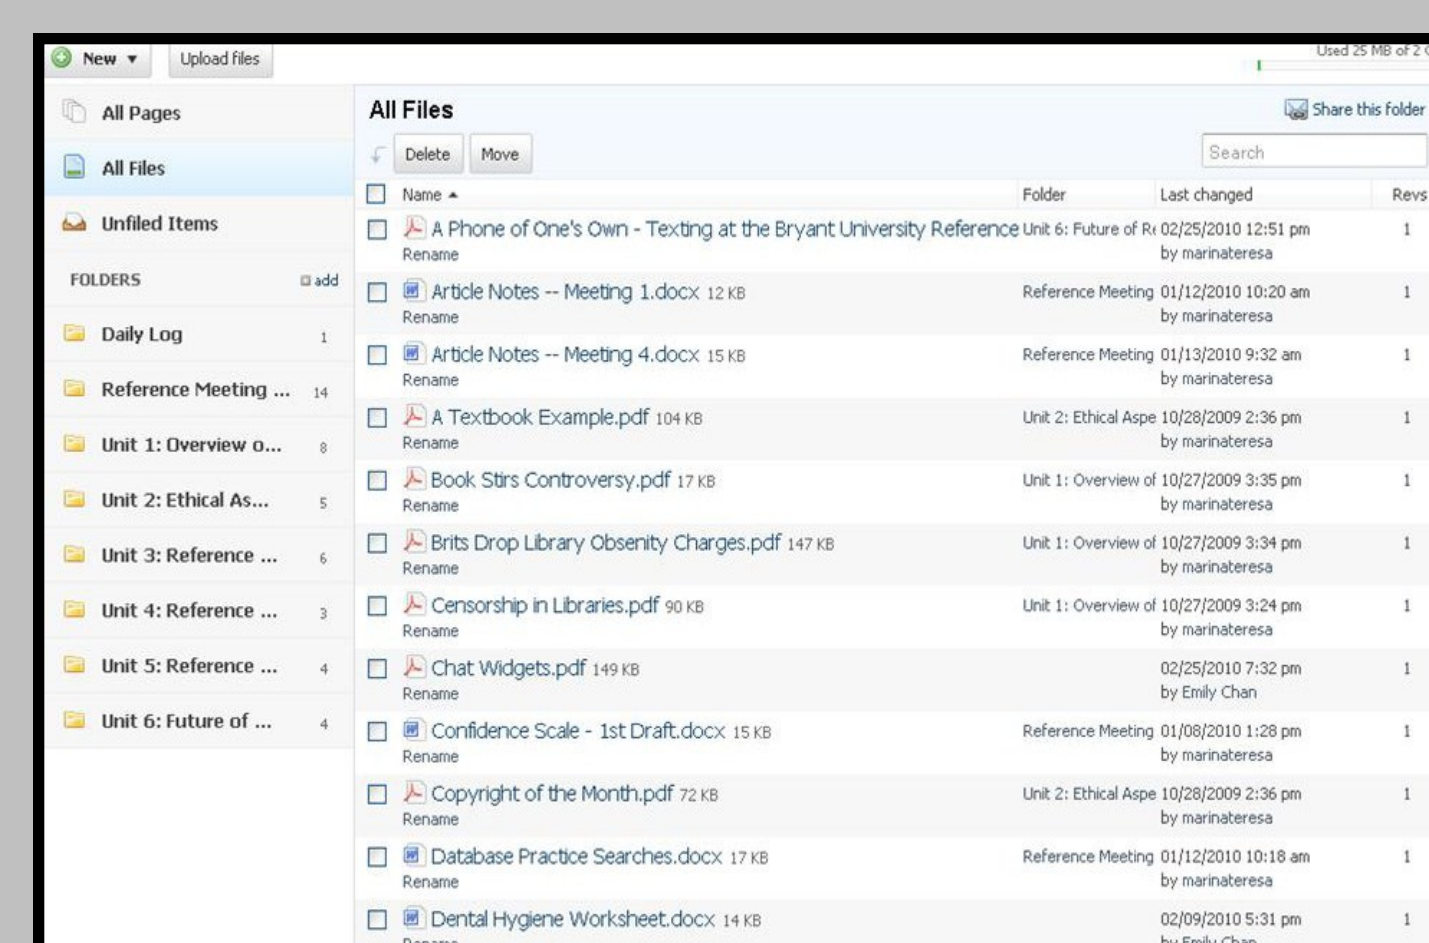 New ▼ Upload files Used 25 MB of 2
All Pages
All Files
Unfiled Items
FOLDERS add
Daily Log 1
Reference Meeting ... 14
Unit 1: Overview o... 8
Unit 2: Ethical As... 5
Unit 3: Reference ... 6
Unit 4: Reference ... 3
Unit 5: Reference ... 4
Unit 6: Future of ... 4
All Files Share this folder
Delete Move Search
Name ▲ Folder Last changed Revs
A Phone of One's Own - Texting at the Bryant University Reference Unit 6: Future of Re 02/25/2010 12:51 pm 1
Rename by marinateresa
Article Notes -- Meeting 1.docx 12 KB Reference Meeting 01/12/2010 10:20 am 1
Rename by marinateresa
Article Notes -- Meeting 4.docx 15 KB Reference Meeting 01/13/2010 9:32 am 1
Rename by marinateresa
A Textbook Example.pdf 104 KB Unit 2: Ethical Aspe 10/28/2009 2:36 pm 1
Rename by marinateresa
Book Stirs Controversy.pdf 17 KB Unit 1: Overview of 10/27/2009 3:35 pm 1
Rename by marinateresa
Brits Drop Library Obsenity Charges.pdf 147 KB Unit 1: Overview of 10/27/2009 3:34 pm 1
Rename by marinateresa
Censorship in Libraries.pdf 90 KB Unit 1: Overview of 10/27/2009 3:24 pm 1
Rename by marinateresa
Chat Widgets.pdf 149 KB 02/25/2010 7:32 pm 1
Rename by Emily Chan
Confidence Scale - 1st Draft.docx 15 KB Reference Meeting 01/08/2010 1:28 pm 1
Rename by marinateresa
Copyright of the Month.pdf 72 KB Unit 2: Ethical Aspe 10/28/2009 2:36 pm 1
Rename by marinateresa
Database Practice Searches.docx 17 KB Reference Meeting 01/12/2010 10:18 am 1
Rename by marinateresa
Dental Hygiene Worksheet.docx 14 KB 02/09/2010 5:31 pm 1
Rename by Emily Chan